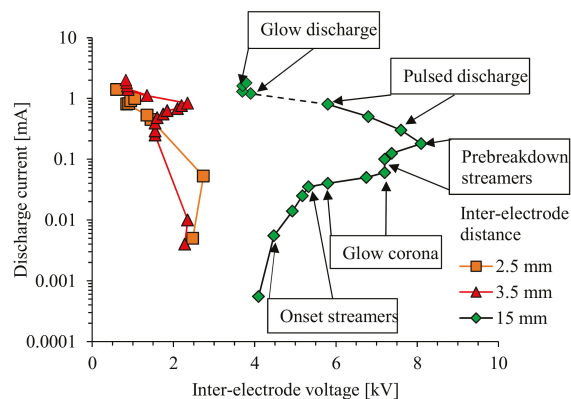 Glow discharge
Pulsed discharge
Prebreakdown
streamers
Glow corona
Onset streamers
Inter-electrode
distance
2.5 mm
3.5 mm
15 mm
Discharge current [mA]
10
1
0.1
0.01
0.001
0.0001
0
2
4
6
8
10
Inter-electrode voltage [kV]